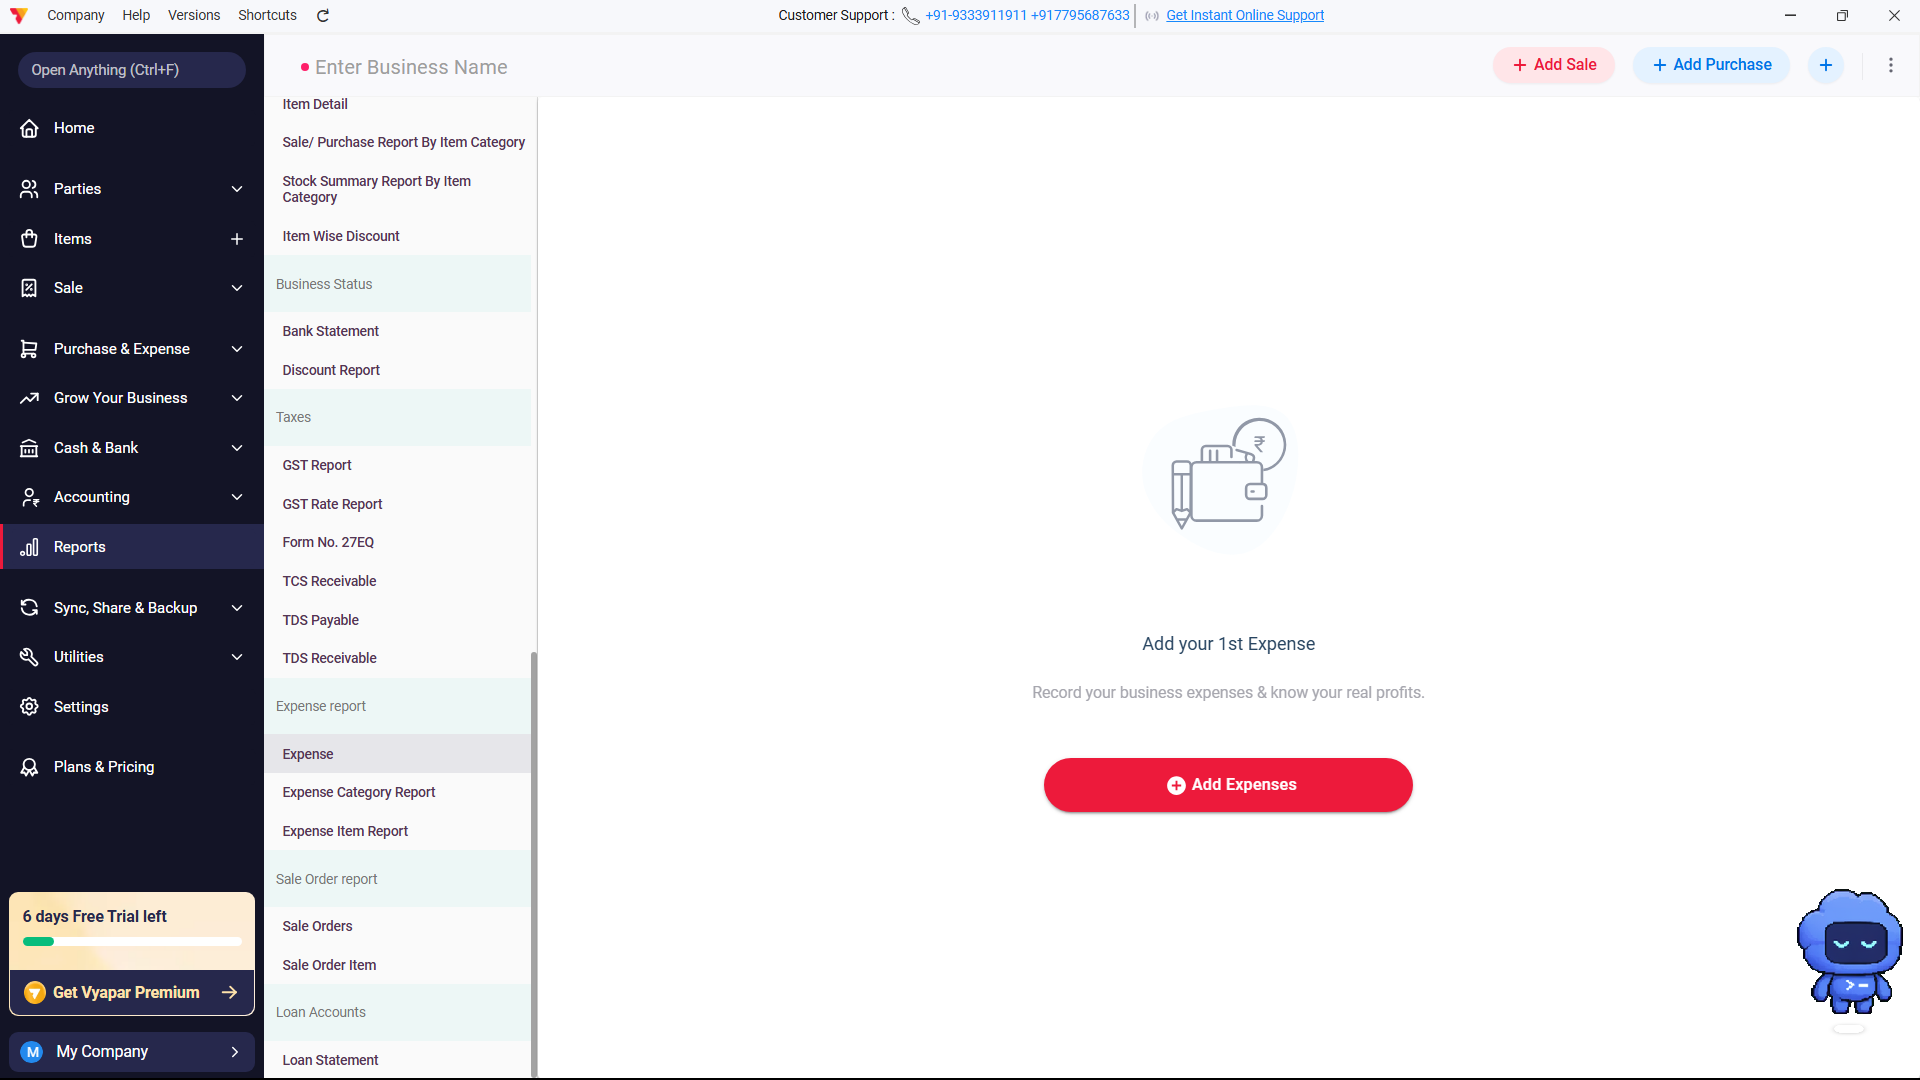 Company Help Versions Shortcuts
Customer Support : +91-9333911911 +917795687633 Get Instant Online Support
Open Anything (Ctrl+F)
Enter Business Name
Add Sale
Add Purchase
Home
Parties
Items
Sale
Purchase & Expense
Grow Your Business
Cash & Bank
Accounting
Reports
Sync, Share & Backup
Utilities
Settings
Plans & Pricing
6 days Free Trial left
Get Vyapar Premium
M My Company
Item Detail
Sale/ Purchase Report By Item Category
Stock Summary Report By Item
Category
Item Wise Discount
Business Status
Bank Statement
Discount Report
Taxes
GST Report
GST Rate Report
Form No. 27EQ
TCS Receivable
TDS Payable
TDS Receivable
Expense report
Expense
Expense Category Report
Expense Item Report
Sale Order report
Sale Orders
Sale Order Item
Loan Accounts
Loan Statement
₹
Add your 1st Expense
Record your business expenses & know your real profits.
Add Expenses